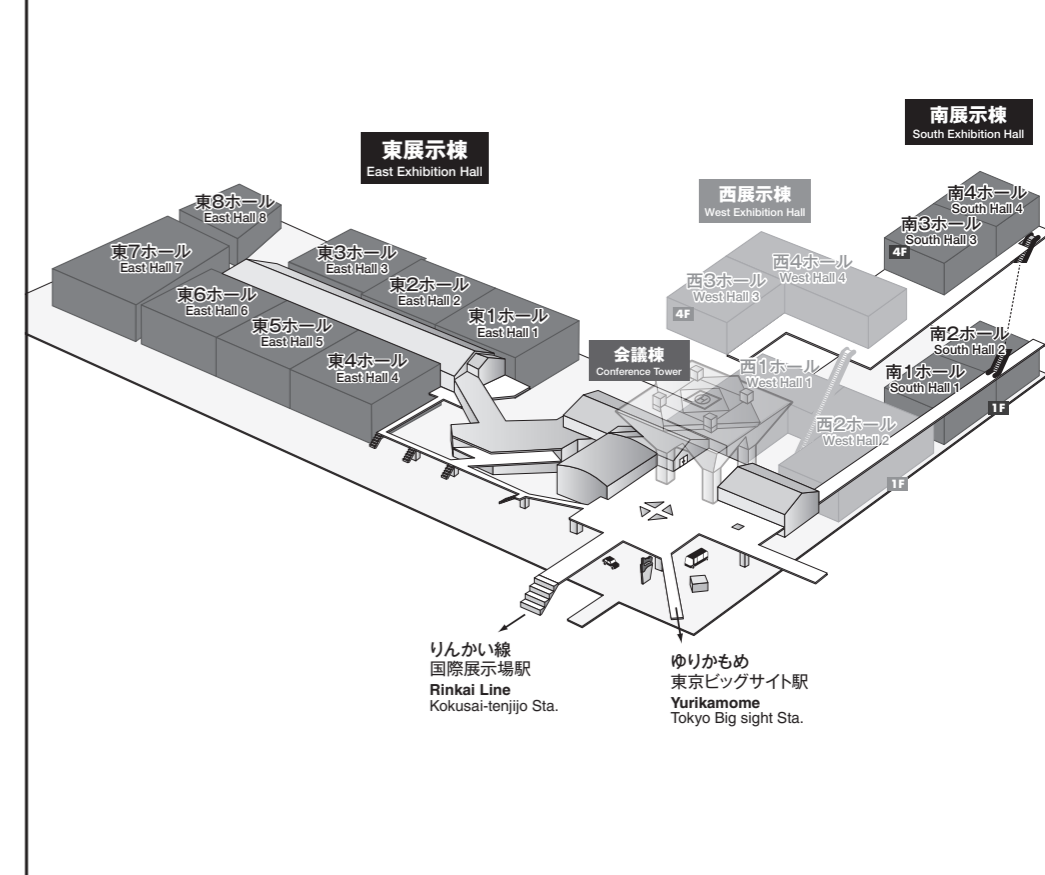 南展示棟
South Exhibition Hall
東展示棟
East Exhibition Hall
西展示棟
West Exhibition Hall
南4ホール
South Hall 4
南3ホール
South Hall 3
4F
東8ホール
East Hall 8
東7ホール
East Hall 7
東3ホール
East Hall 3
東2ホール
East Hall 2
東1ホール
East Hall 1
東6ホール
East Hall 6
東5ホール
East Hall 5
東4ホール
East Hall 4
西4ホール
West Hall 4
西3ホール
West Hall 3
4F
会議棟
Conference Tower
西1ホール
West Hall 1
西2ホール
West Hall 2
1F
南2ホール
South Hall 2
南1ホール
South Hall 1
1F
りんかい線
国際展示場駅
Rinkai Line
Kokusai-tenjijo Sta.
ゆりかもめ
東京ビッグサイト駅
Yurikamome
Tokyo Big sight Sta.